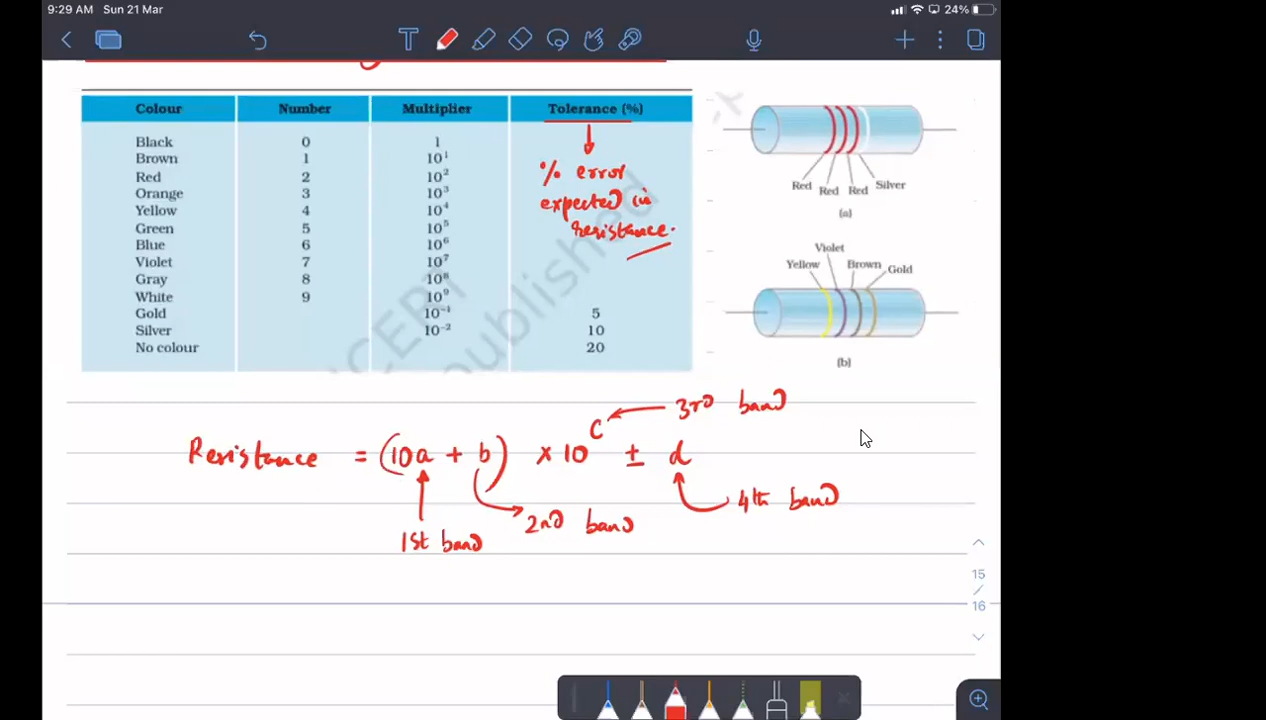 9:29 AM Sun 21 Mar
24%
Colour Number Multiplier Tolerance (%)
Black 0 1
Brown 1 10¹
Red 2 10²
Orange 3 10³
Yellow 4 10⁴
Green 5 10⁵
Blue 6 10⁶
Violet 7 10⁷
Gray 8 10⁸
White 9 10⁹
Gold 10⁻¹ 5
Silver 10⁻² 10
No colour 20
% error
expected in
resistance.
NCERT
published
Red Red Red Silver
(a)
Violet
Yellow Brown Gold
(b)
3rd band
Resistance = (10a + b) × 10^C ± d
4th band
2nd band
1st band
15
/
16
T